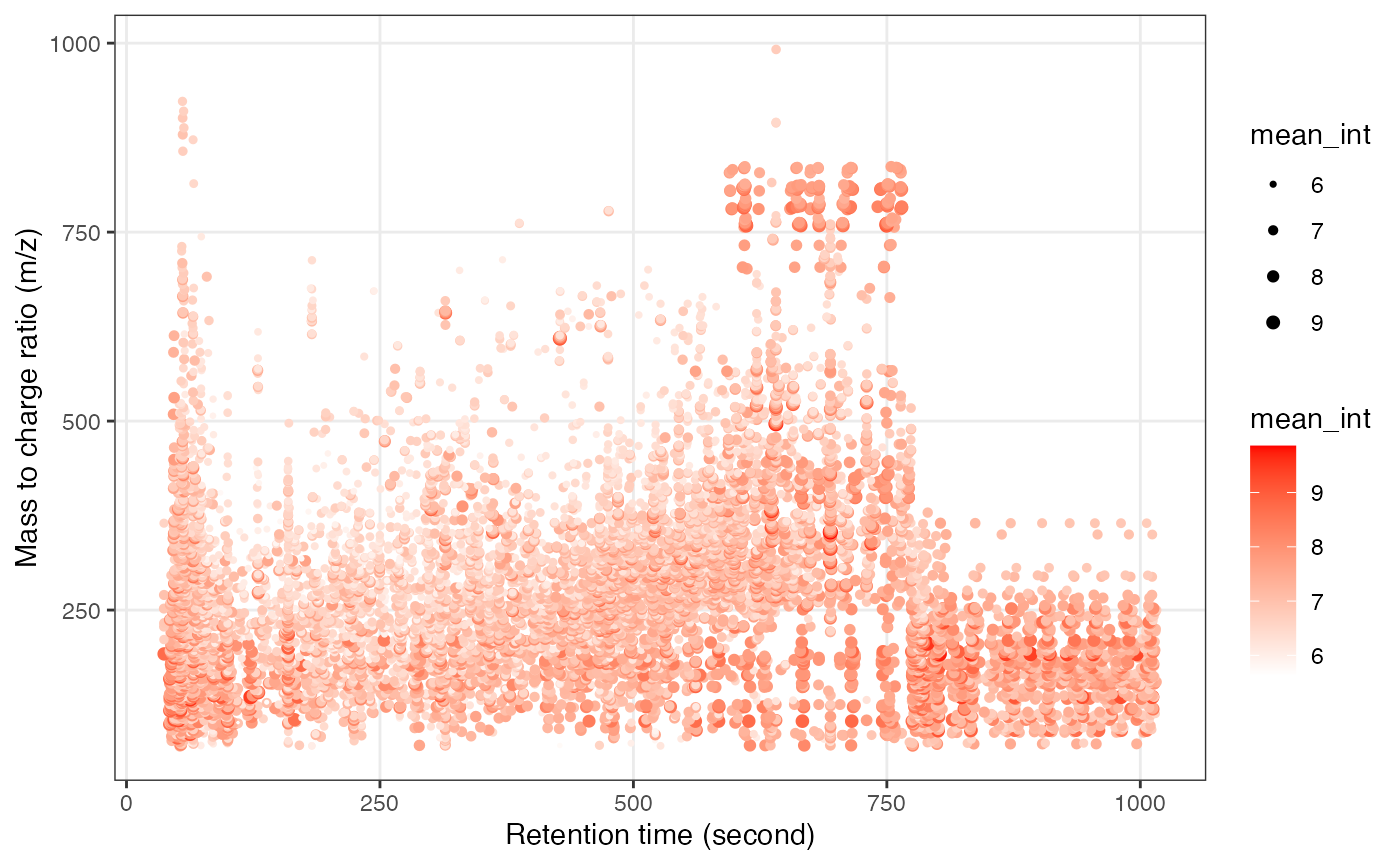 1000
750
500
250
Mass to charge ratio (m/z)
0 250 500 750 1000
Retention time (second)
mean_int
6
7
8
9
mean_int
9
8
7
6